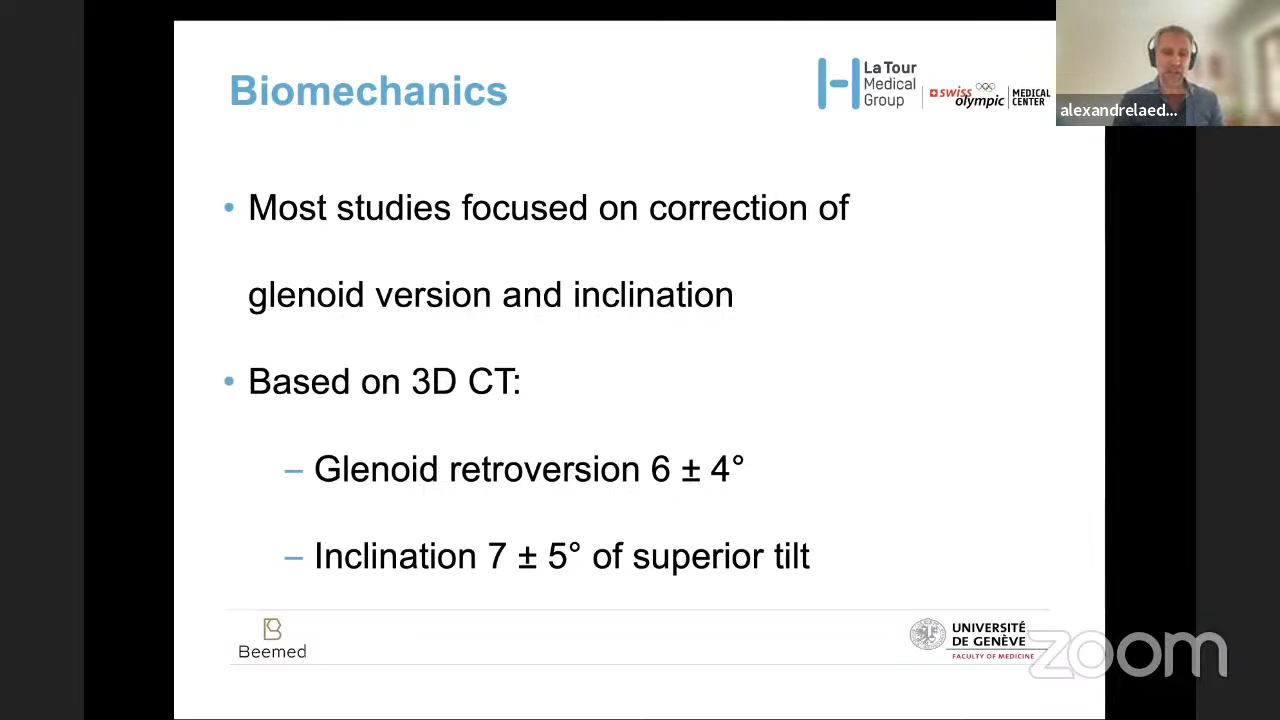 Biomechanics
La Tour
Medical
Group
swiss
olympic
MEDICAL
CENTER
alexandrelaed...
• Most studies focused on correction of
glenoid version and inclination
• Based on 3D CT:
– Glenoid retroversion 6 ± 4°
– Inclination 7 ± 5° of superior tilt
Beemed
UNIVERSITÉ
DE GENÈVE
FACULTY OF MEDICINE
zoom